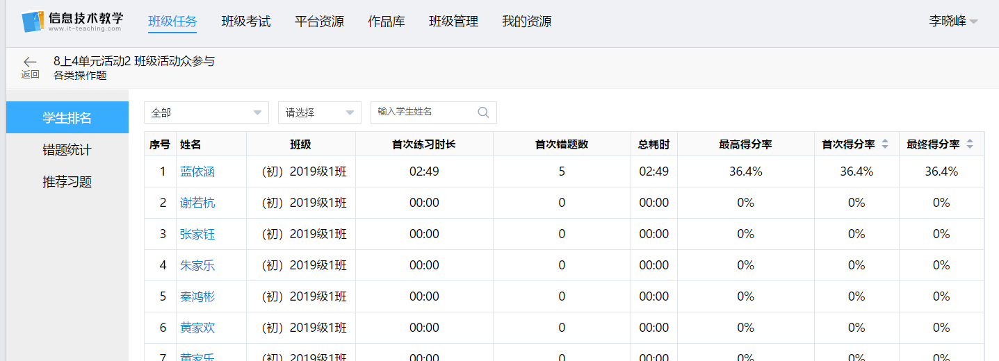 信息技术教学
www.it-teaching.com
班级任务 班级考试 平台资源 作品库 班级管理 我的资源 李晓峰
返回
8上4单元活动2 班级活动众参与
各类操作题
学生排名
错题统计
推荐习题
全部 请选择 输入学生姓名
序号 姓名 班级 首次练习时长 首次错题数 总耗时 最高得分率 首次得分率 最终得分率
1 蓝依涵 (初) 2019级1班 02:49 5 02:49 36.4% 36.4% 36.4%
2 谢若杭 (初) 2019级1班 00:00 0 00:00 0% 0% 0%
3 张家钰 (初) 2019级1班 00:00 0 00:00 0% 0% 0%
4 朱家乐 (初) 2019级1班 00:00 0 00:00 0% 0% 0%
5 秦鸿彬 (初) 2019级1班 00:00 0 00:00 0% 0% 0%
6 黄家欢 (初) 2019级1班 00:00 0 00:00 0% 0% 0%
7 黄家乐 (初) 2019级1班 00:00 0 00:00 0% 0% 0%